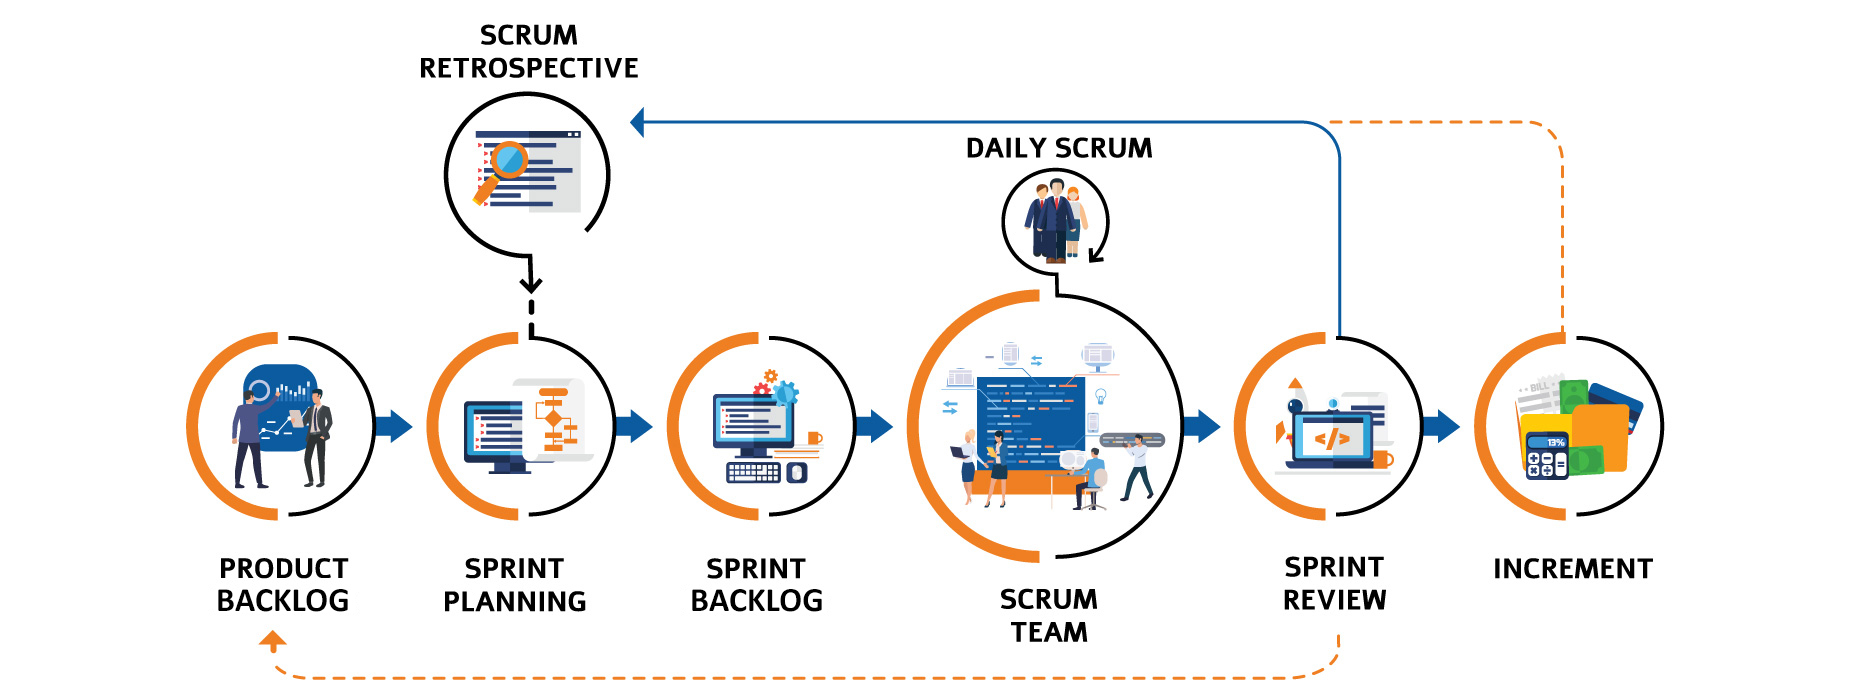 SCRUM
RETROSPECTIVE
DAILY SCRUM
BILL
13%
</>
PRODUCT
BACKLOG
SPRINT
PLANNING
SPRINT
BACKLOG
SCRUM
TEAM
SPRINT
REVIEW
INCREMENT